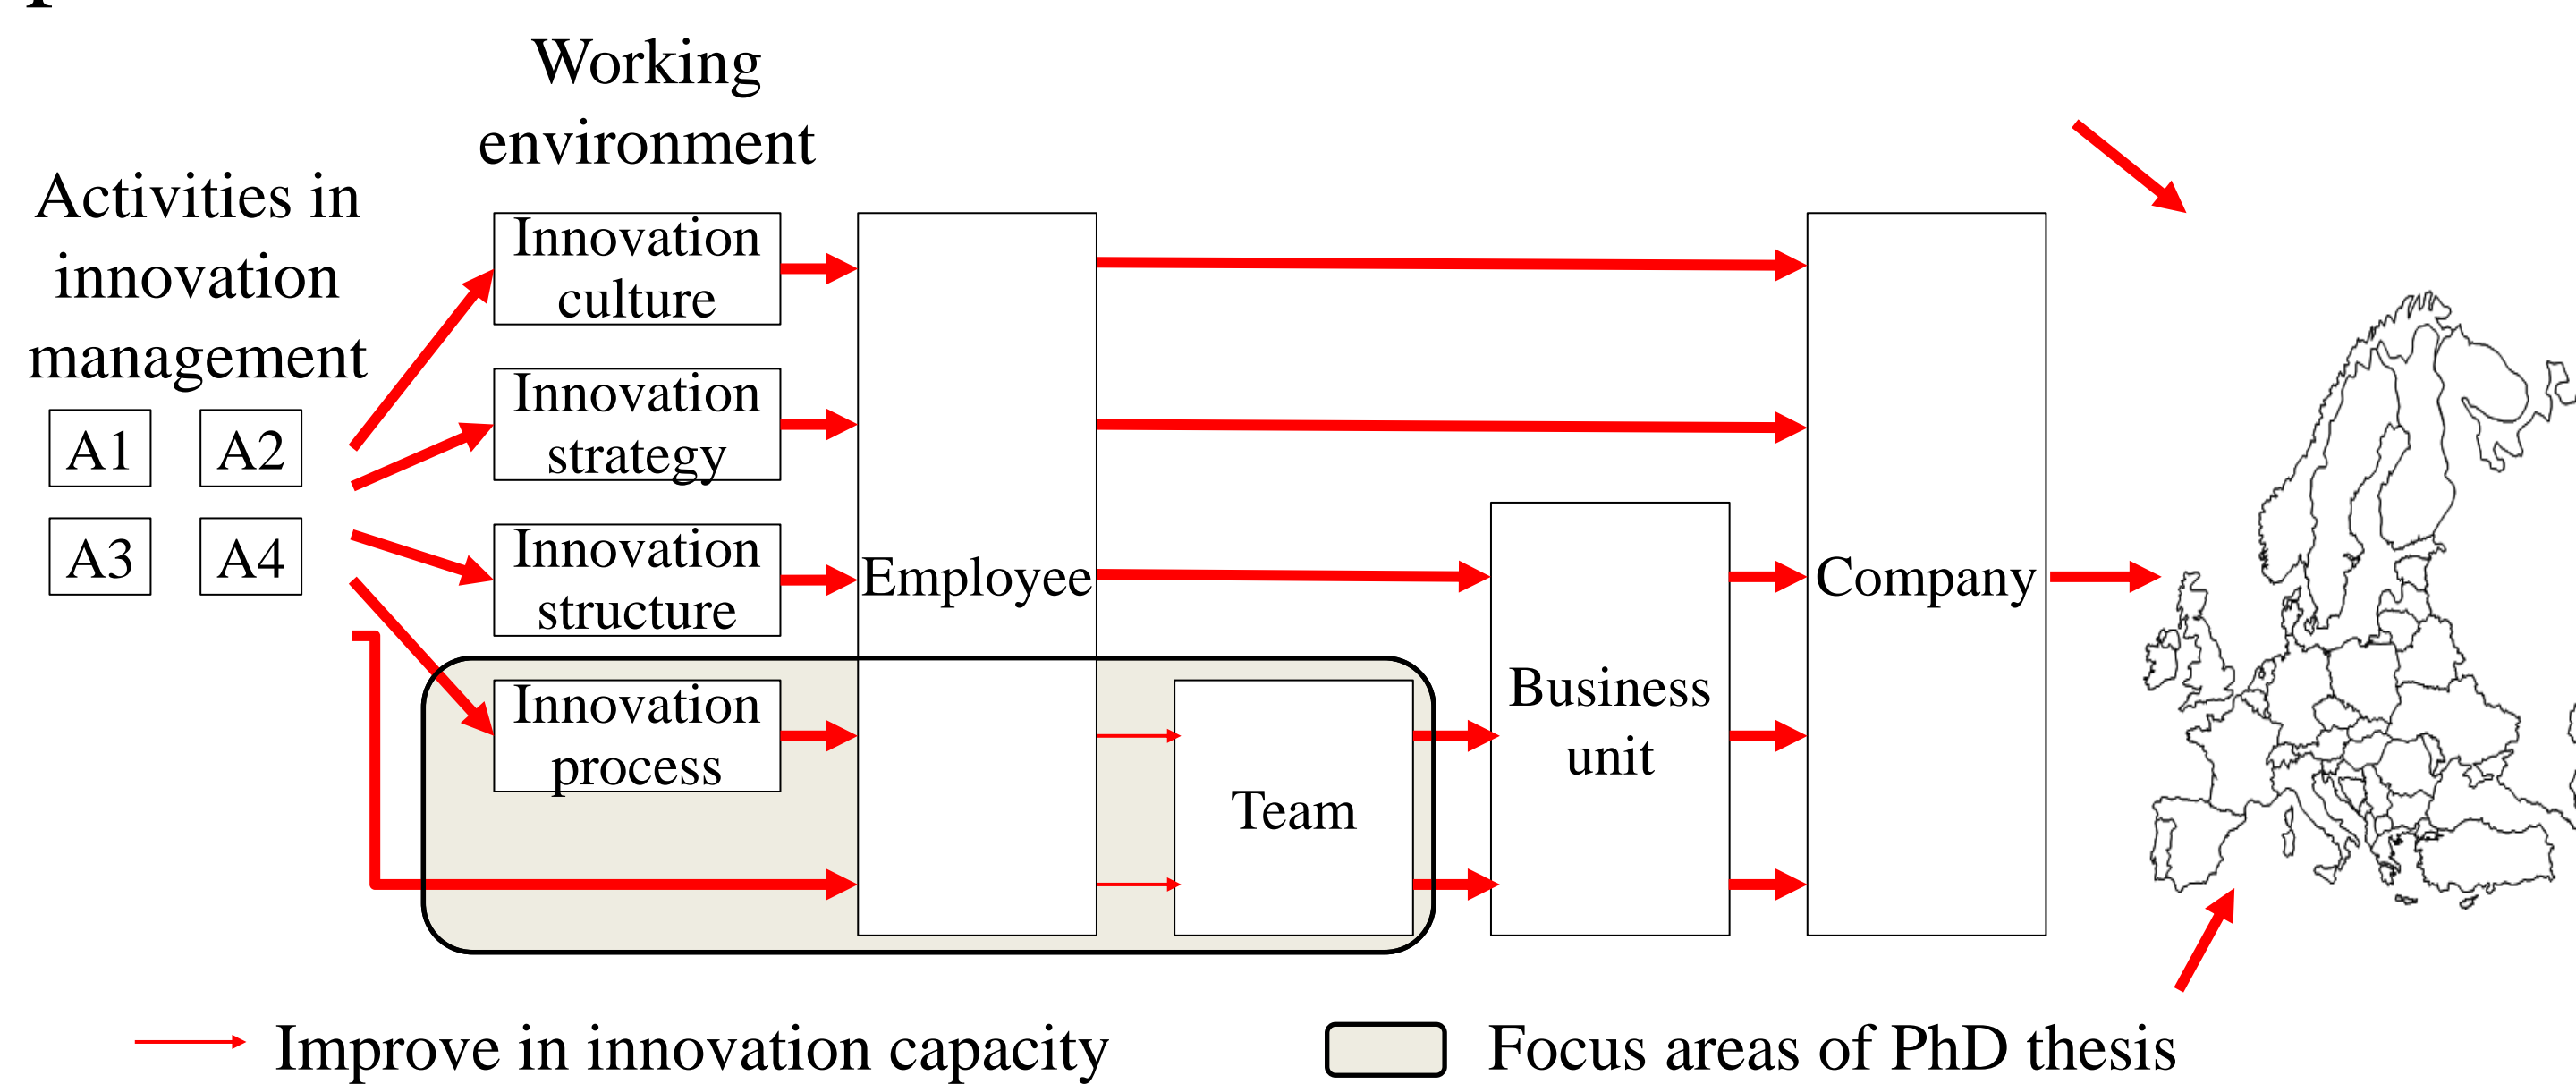 Working
environment
Activities in
innovation
management
A1
A2
A3
A4
Innovation
culture
Innovation
strategy
Innovation
structure
Innovation
process
Employee
Team
Business
unit
Company
Improve in innovation capacity
Focus areas of PhD thesis